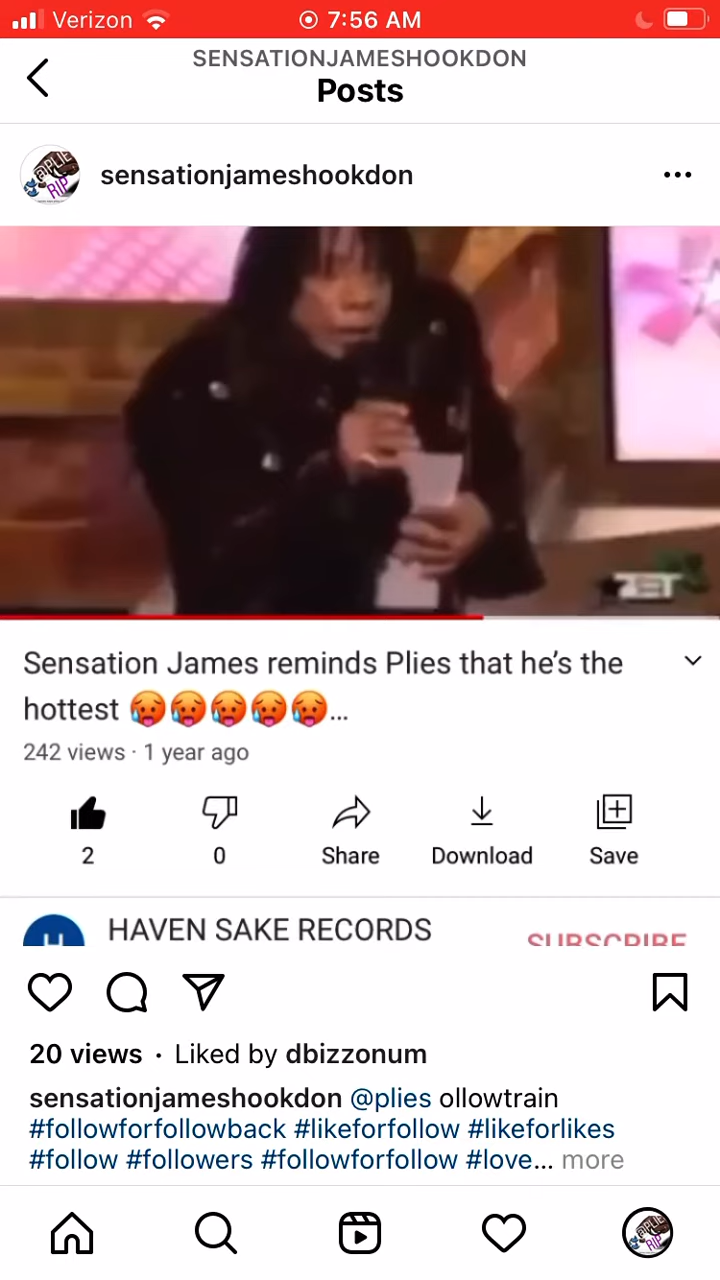 Verizon 7:56 AM
SENSATIONJAMESHOOKDON
Posts
sensationjameshookdon
BET
Sensation James reminds Plies that he’s the
hottest 🥵🥵🥵🥵🥵...
242 views · 1 year ago
2 0 Share Download Save
H HAVEN SAKE RECORDS SUBSCRIBE
20 views · Liked by dbizzonum
sensationjameshookdon @plies ollowtrain
#followforfollowback #likeforfollow #likeforlikes
#follow #followers #followforfollow #love... more